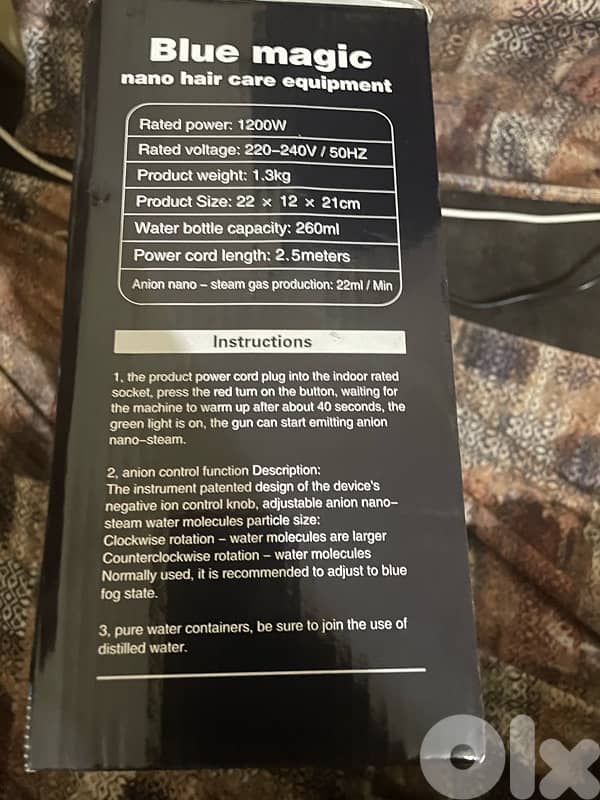 Blue magic
nano hair care equipment
Rated power: 1200W
Rated voltage: 220–240V / 50HZ
Product weight: 1.3kg
Product Size: 22 × 12 × 21cm
Water bottle capacity: 260ml
Power cord length: 2.5meters
Anion nano – steam gas production: 22ml / Min
Instructions
1, the product power cord plug into the indoor rated
socket, press the red turn on the button, waiting for
the machine to warm up after about 40 seconds, the
green light is on, the gun can start emitting anion
nano–steam.
2, anion control function Description:
The instrument patented design of the device's
negative ion control knob, adjustable anion nano–
steam water molecules particle size:
Clockwise rotation – water molecules are larger
Counterclockwise rotation – water molecules
Normally used, it is recommended to adjust to blue
fog state.
3, pure water containers, be sure to join the use of
distilled water.
Olx